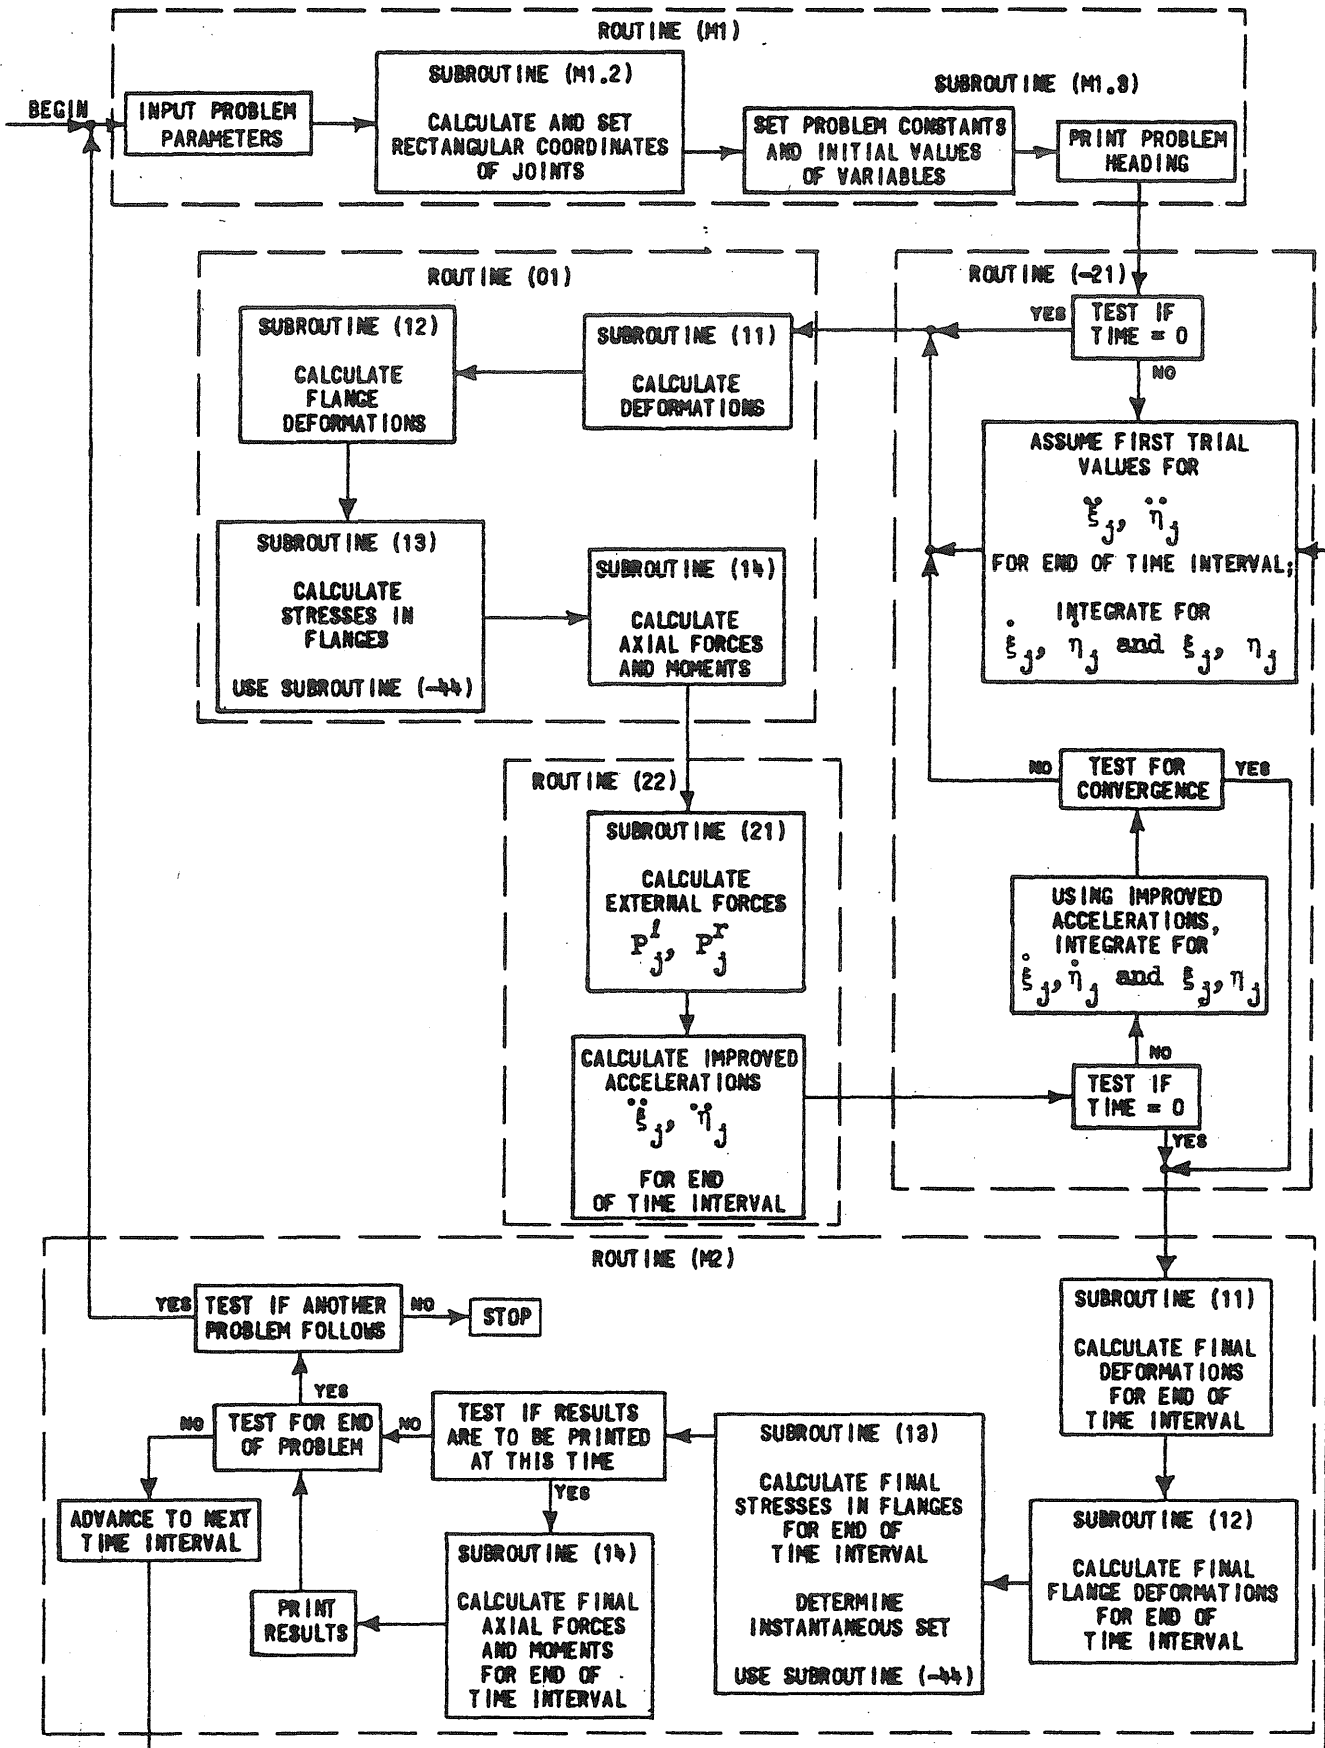 ROUTINE (M1)
BEGIN
INPUT PROBLEM
PARAMETERS
SUBROUTINE (M1.2)
CALCULATE AND SET
RECTANGULAR COORDINATES
OF JOINTS
SUBROUTINE (M1.3)
SET PROBLEM CONSTANTS
AND INITIAL VALUES
OF VARIABLES
PRINT PROBLEM
HEADING
ROUTINE (-21)
TEST IF
TIME = 0
YES
NO
ASSUME FIRST TRIAL
VALUES FOR
ξ̈j, η̈j
FOR END OF TIME INTERVAL;
INTEGRATE FOR
ξ̇j, η̇j and ξj, ηj
ROUTINE (01)
SUBROUTINE (11)
CALCULATE
DEFORMATIONS
SUBROUTINE (12)
CALCULATE
FLANGE
DEFORMATIONS
SUBROUTINE (13)
CALCULATE
STRESSES IN
FLANGES
USE SUBROUTINE (-44)
SUBROUTINE (14)
CALCULATE
AXIAL FORCES
AND MOMENTS
ROUTINE (22)
SUBROUTINE (21)
CALCULATE
EXTERNAL FORCES
P^l_j, P^r_j
CALCULATE IMPROVED
ACCELERATIONS
ξ̈j, η̈j
FOR END
OF TIME INTERVAL
NO
TEST FOR
CONVERGENCE
YES
USING IMPROVED
ACCELERATIONS,
INTEGRATE FOR
ξ̇j, η̇j and ξj, ηj
NO
TEST IF
TIME = 0
YES
ROUTINE (M2)
SUBROUTINE (11)
CALCULATE FINAL
DEFORMATIONS
FOR END OF
TIME INTERVAL
SUBROUTINE (12)
CALCULATE FINAL
FLANGE DEFORMATIONS
FOR END OF
TIME INTERVAL
SUBROUTINE (13)
CALCULATE FINAL
STRESSES IN FLANGES
FOR END OF
TIME INTERVAL
DETERMINE
INSTANTANEOUS SET
USE SUBROUTINE (-44)
TEST IF RESULTS
ARE TO BE PRINTED
AT THIS TIME
NO
YES
SUBROUTINE (14)
CALCULATE FINAL
AXIAL FORCES
AND MOMENTS
FOR END OF
TIME INTERVAL
PRINT
RESULTS
TEST FOR END
OF PROBLEM
YES
NO
TEST IF ANOTHER
PROBLEM FOLLOWS
YES
NO
STOP
ADVANCE TO NEXT
TIME INTERVAL